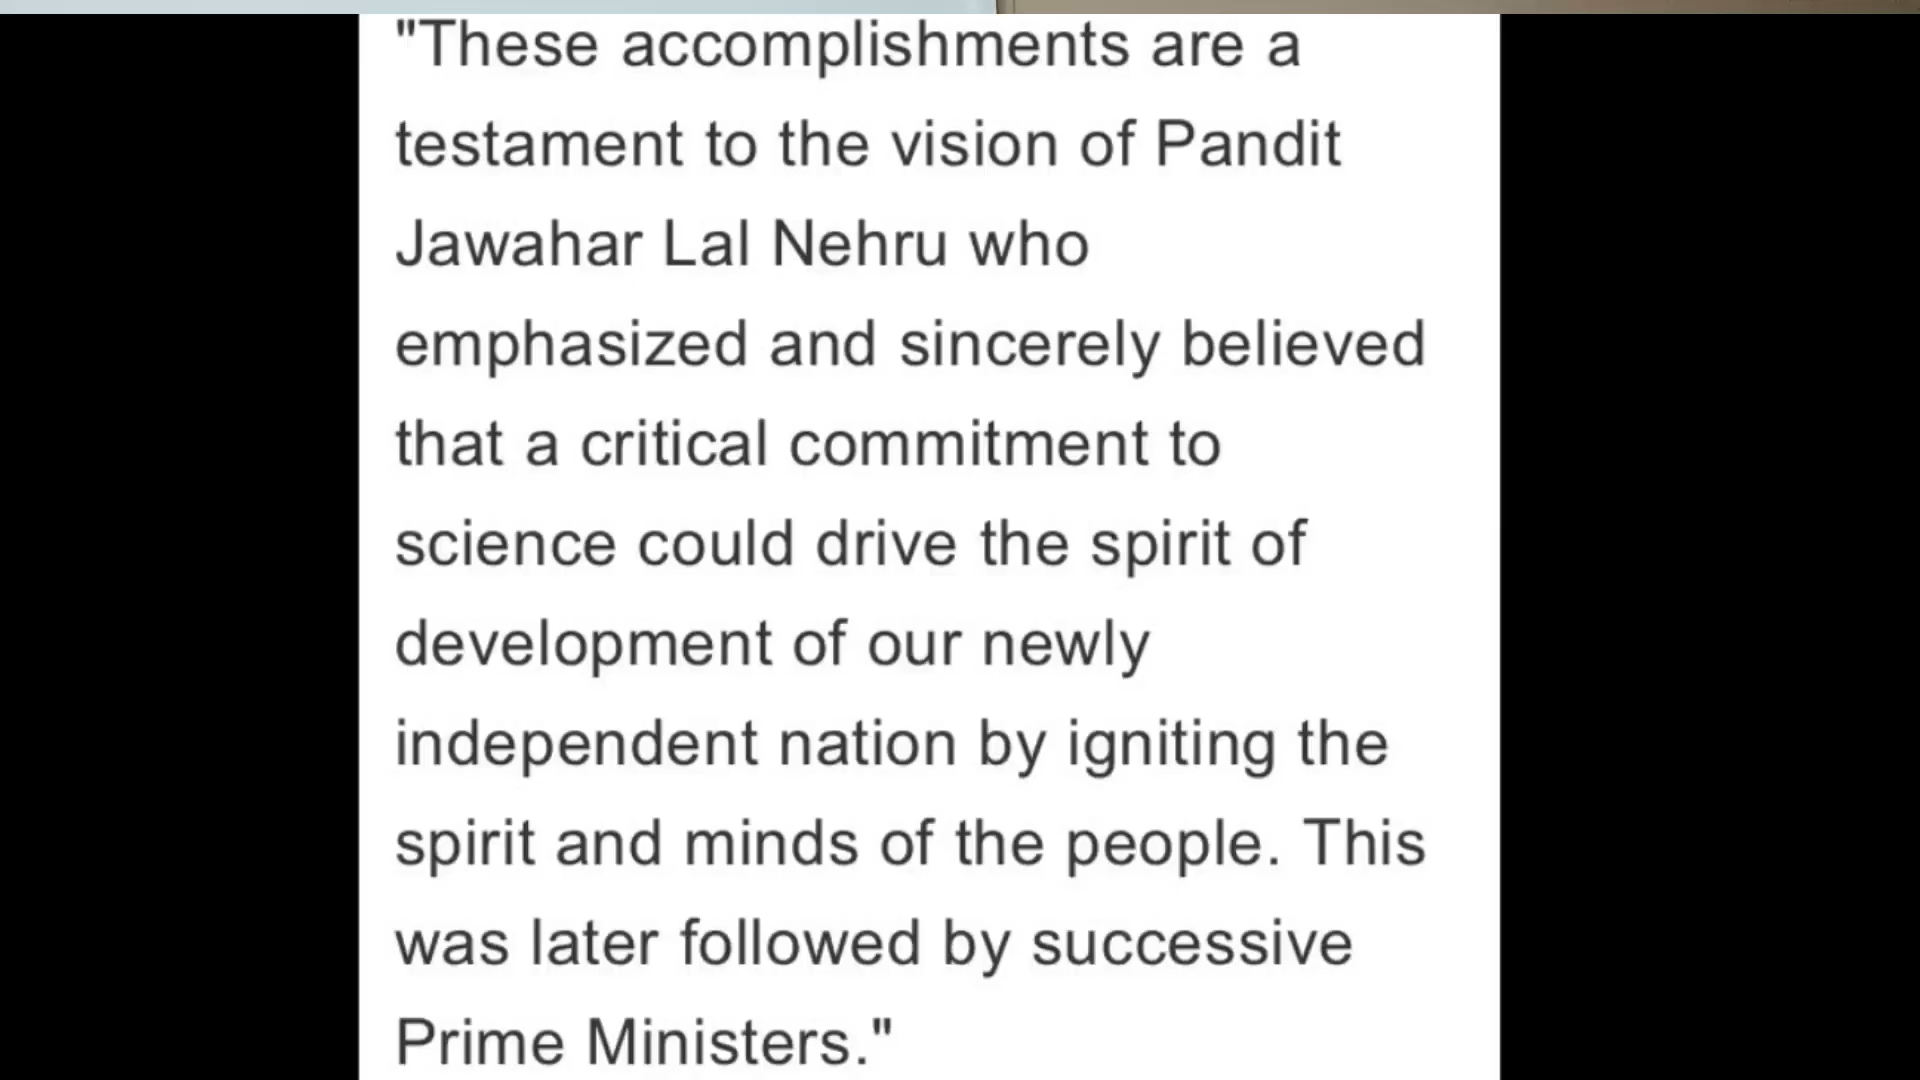 "These accomplishments are a
testament to the vision of Pandit
Jawahar Lal Nehru who
emphasized and sincerely believed
that a critical commitment to
science could drive the spirit of
development of our newly
independent nation by igniting the
spirit and minds of the people. This
was later followed by successive
Prime Ministers."